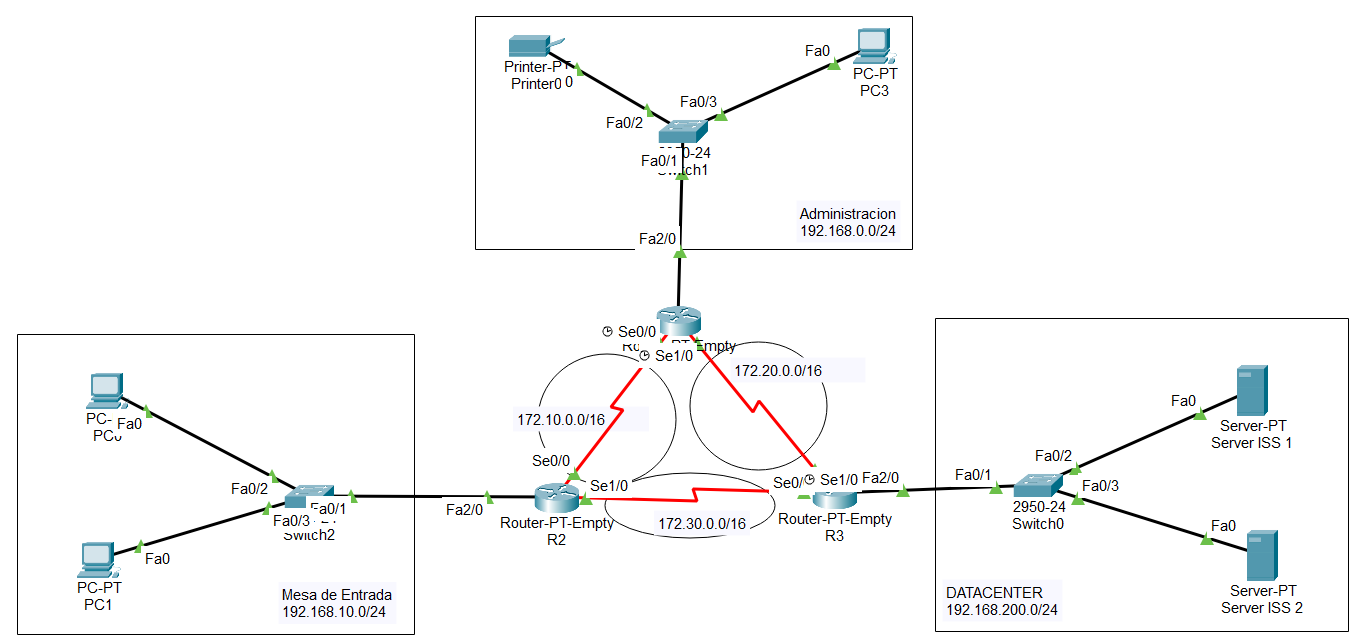 Printer-PT
Printer0
0
Fa0
PC-PT
PC3
Fa0/3
Fa0/2
Fa0/1
0-24
ch1
Administracion
192.168.0.0/24
Fa2/0
Se0/0
Se1/0
PT-Empty
172.20.0.0/16
172.10.0.0/16
Se0/0
Se1/0
Fa2/0
Router-PT-Empty
R2
172.30.0.0/16
Se1/0
Fa2/0
Router-PT-Empty
R3
PC-
Fa0
Fa0/2
Fa0/1
Fa0/3
Switch2
Fa0
PC-PT
PC1
Mesa de Entrada
192.168.10.0/24
Fa0
Server-PT
Server ISS 1
Fa0/2
Fa0/1
Fa0/3
2950-24
Switch0
Fa0
Server-PT
Server ISS 2
DATACENTER
192.168.200.0/24